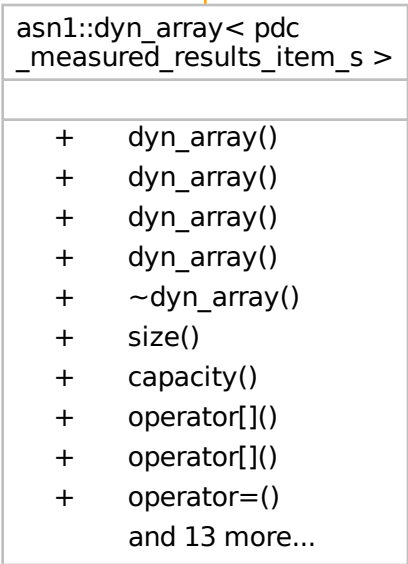 asn1::dyn_array< pdc
_measured_results_item_s >
+ dyn_array()
+ dyn_array()
+ dyn_array()
+ dyn_array()
+ ~dyn_array()
+ size()
+ capacity()
+ operator[]()
+ operator[]()
+ operator=()
and 13 more...